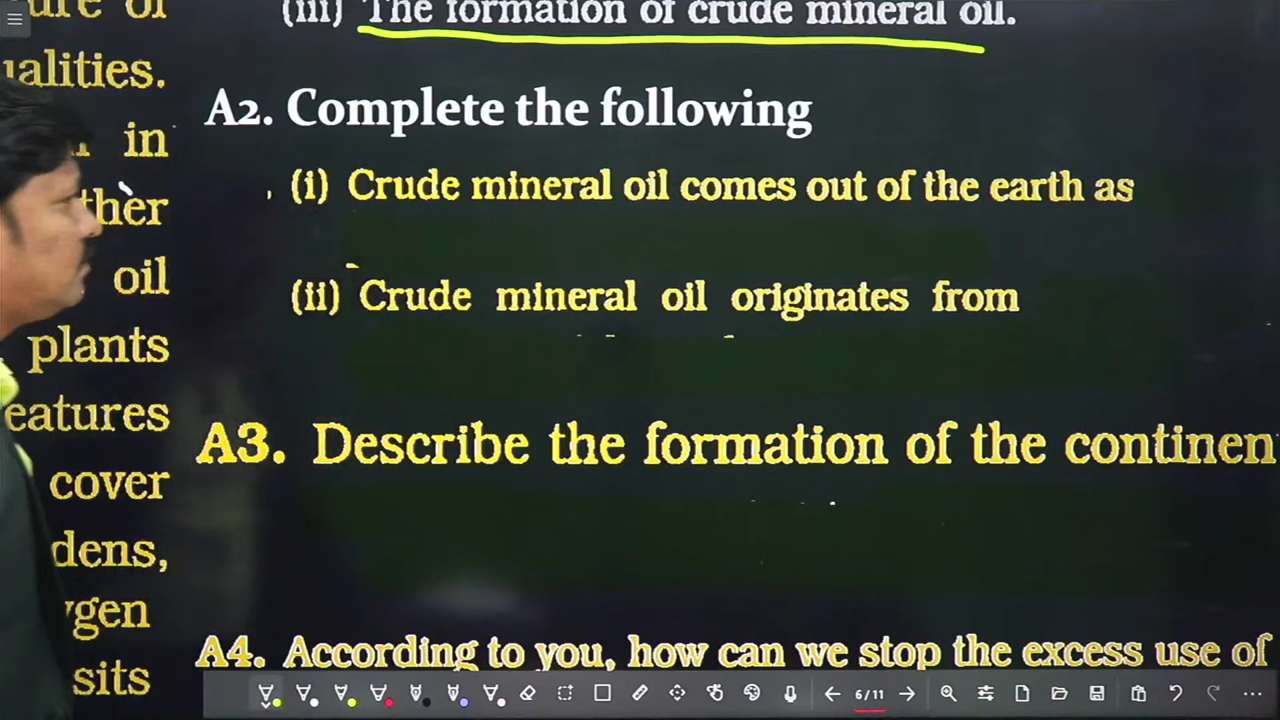 (iii) The formation of crude mineral oil.
ualities.
A2. Complete the following
in
(i) Crude mineral oil comes out of the earth as
ther
oil
(ii) Crude mineral oil originates from
plants
eatures
A3. Describe the formation of the continen
cover
dens,
ygen
A4. According to you, how can we stop the excess use of
sits
6/11